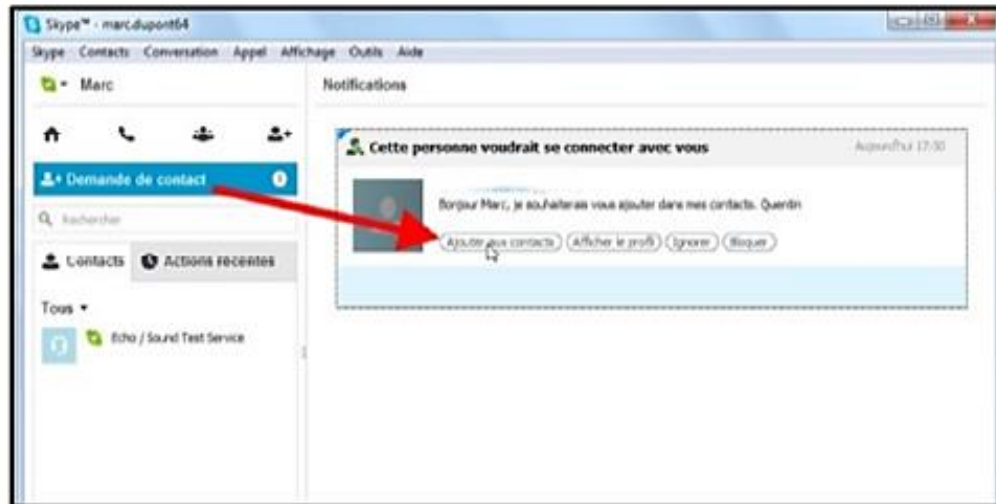 Skype™ - marc.dupont64
Skype Contacts Conversation Appel Affichage Outils Aide
Marc
Notifications
Cette personne voudrait se connecter avec vous
Aujourd'hui 17:30
Demande de contact
Bonjour Marc, je souhaiterais vous ajouter dans mes contacts. Quentin
Rechercher
Ajouter aux contacts Afficher le profil Ignorer Bloquer
Contacts Actions récentes
Tous
Echo / Sound Test Service